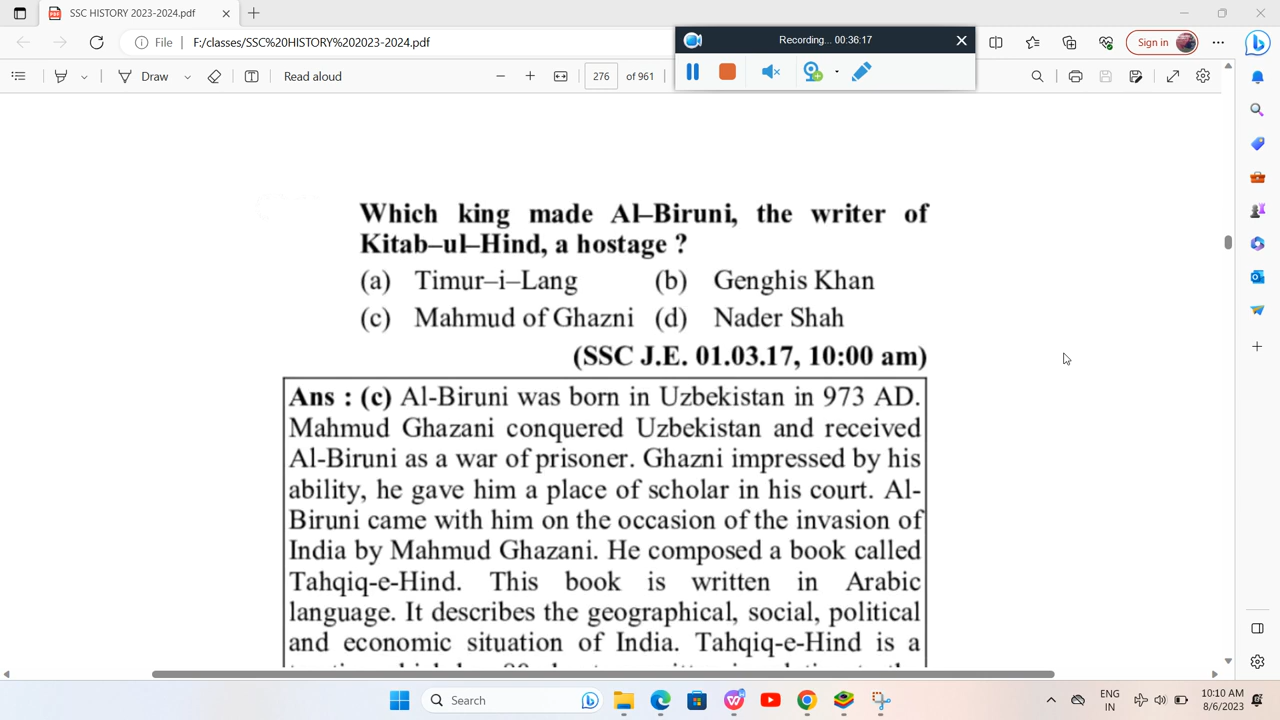 SSC HISTORY 2023-2024.pdf
Recording... 00:36:17
File F:/classes/SSC%20HISTORY%202023-2024.pdf
Sign in
Draw Read aloud 276 of 961
Which king made Al–Biruni, the writer of
Kitab–ul–Hind, a hostage ?
(a) Timur–i–Lang (b) Genghis Khan
(c) Mahmud of Ghazni (d) Nader Shah
(SSC J.E. 01.03.17, 10:00 am)
Ans : (c) Al-Biruni was born in Uzbekistan in 973 AD.
Mahmud Ghazani conquered Uzbekistan and received
Al-Biruni as a war of prisoner. Ghazni impressed by his
ability, he gave him a place of scholar in his court. Al-
Biruni came with him on the occasion of the invasion of
India by Mahmud Ghazani. He composed a book called
Tahqiq-e-Hind. This book is written in Arabic
language. It describes the geographical, social, political
and economic situation of India. Tahqiq-e-Hind is a
Search
ENG
IN
10:10 AM
8/6/2023